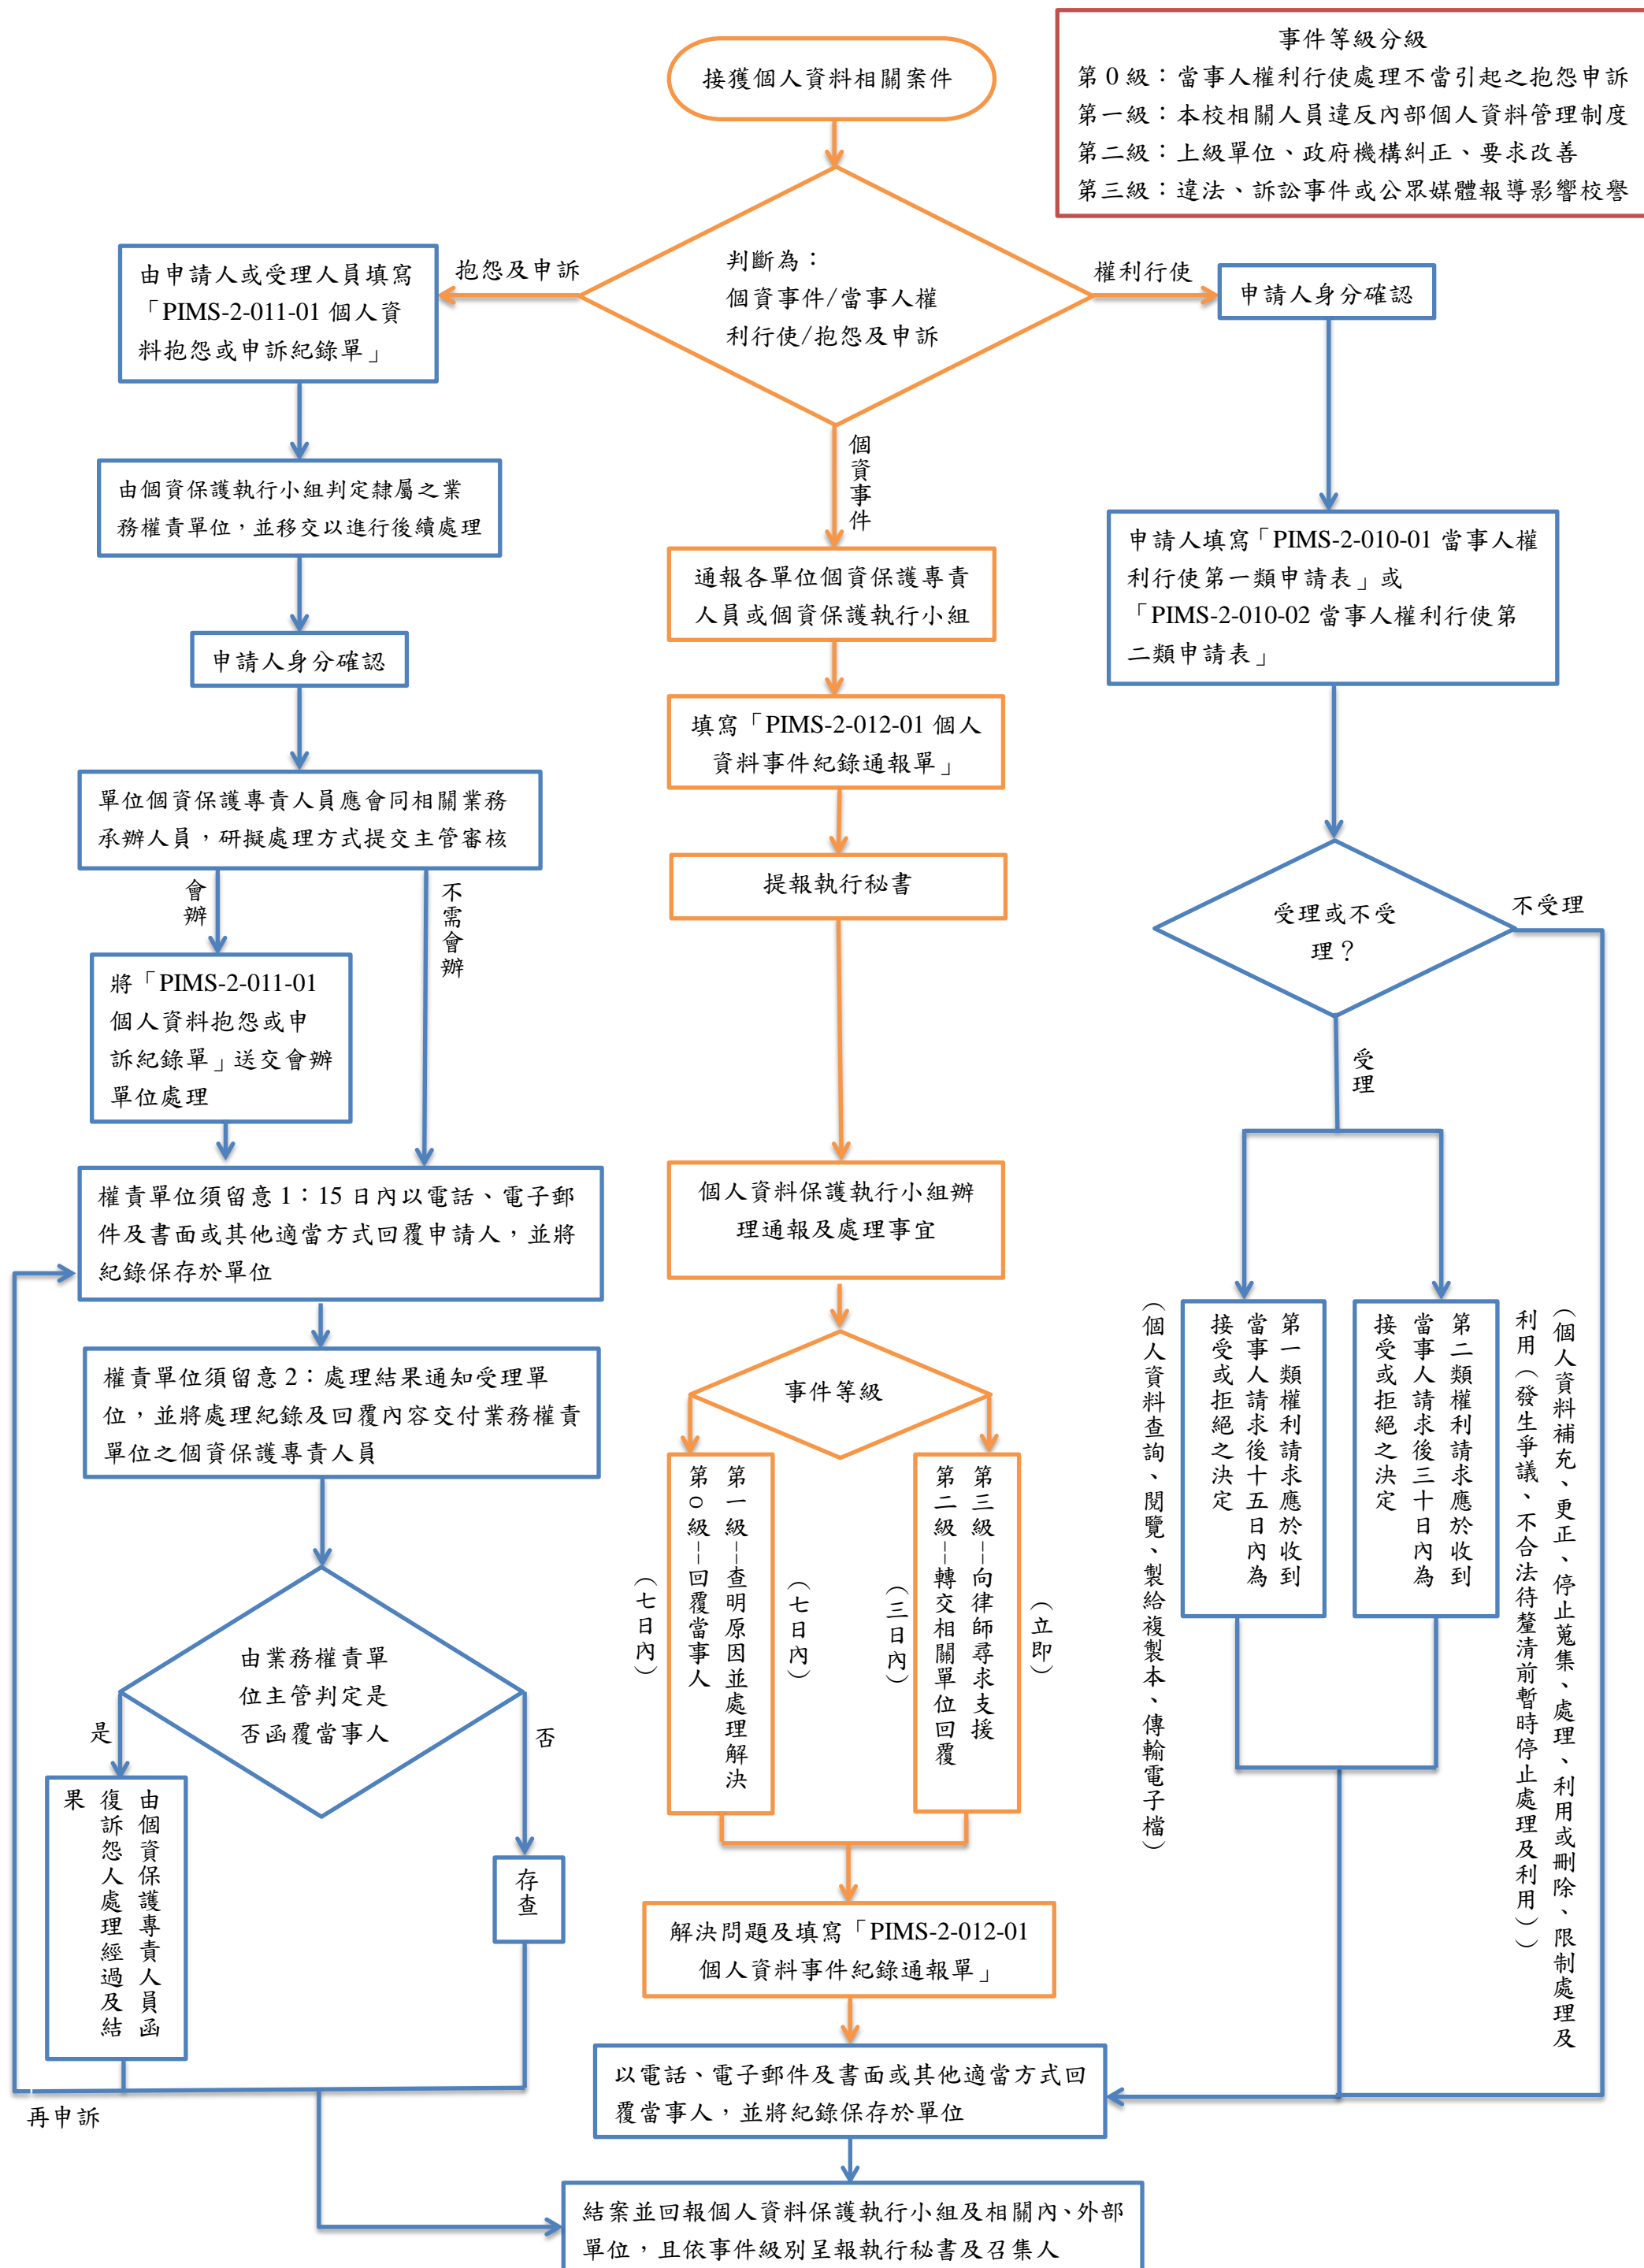 接獲個人資料相關案件
事件等級分級
第 0 級：當事人權利行使處理不當引起之抱怨申訴
第一級：本校相關人員違反內部個人資料管理制度
第二級：上級單位、政府機構糾正、要求改善
第三級：違法、訴訟事件或公眾媒體報導影響校譽
判斷為：
個資事件/當事人權
利行使/抱怨及申訴
抱怨及申訴
權利行使
個資事件
由申請人或受理人員填寫
「PIMS-2-011-01 個人資
料抱怨或申訴紀錄單」
由個資保護執行小組判定隸屬之業
務權責單位，並移交以進行後續處理
申請人身分確認
單位個資保護專責人員應會同相關業務
承辦人員，研擬處理方式提交主管審核
會辦
不需會辦
將「PIMS-2-011-01
個人資料抱怨或申
訴紀錄單」送交會辦
單位處理
權責單位須留意 1：15 日內以電話、電子郵
件及書面或其他適當方式回覆申請人，並將
紀錄保存於單位
權責單位須留意 2：處理結果通知受理單
位，並將處理紀錄及回覆內容交付業務權責
單位之個資保護專責人員
由業務權責單
位主管判定是
否函覆當事人
是
否
由個資保護專責人員函
復訴怨人處理經過及結
果
存查
再申訴
通報各單位個資保護專責
人員或個資保護執行小組
填寫「PIMS-2-012-01 個人
資料事件紀錄通報單」
提報執行秘書
個人資料保護執行小組辦
理通報及處理事宜
事件等級
（七日內）
第一級--查明原因並處理解決
第０級--回覆當事人
（七日內）
（立即）
第三級--向律師尋求支援
第二級--轉交相關單位回覆
（三日內）
解決問題及填寫「PIMS-2-012-01
個人資料事件紀錄通報單」
以電話、電子郵件及書面或其他適當方式回
覆當事人，並將紀錄保存於單位
結案並回報個人資料保護執行小組及相關內、外部
單位，且依事件級別呈報執行秘書及召集人
申請人身分確認
申請人填寫「PIMS-2-010-01 當事人權
利行使第一類申請表」或
「PIMS-2-010-02 當事人權利行使第
二類申請表」
受理或不受
理？
不受理
受理
第一類權利請求應於收到
當事人請求後十五日內為
接受或拒絕之決定
（個人資料查詢、閱覽、製給複製本、傳輸電子檔）
第二類權利請求應於收到
當事人請求後三十日內為
接受或拒絕之決定
（個人資料補充、更正、停止蒐集、處理、利用或刪除、限制處理及
利用（發生爭議、不合法待釐清前暫時停止處理及利用））